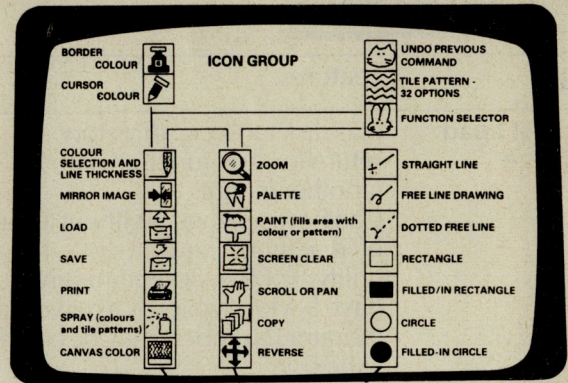 BORDER
COLOUR
CURSOR
COLOUR
ICON GROUP
UNDO PREVIOUS
COMMAND
TILE PATTERN -
32 OPTIONS
FUNCTION SELECTOR
COLOUR
SELECTION AND
LINE THICKNESS
MIRROR IMAGE
LOAD
SAVE
PRINT
SPRAY (colours
and tile patterns)
CANVAS COLOR
ZOOM
PALETTE
PAINT (fills area with
colour or pattern)
SCREEN CLEAR
SCROLL OR PAN
COPY
REVERSE
STRAIGHT LINE
FREE LINE DRAWING
DOTTED FREE LINE
RECTANGLE
FILLED/IN RECTANGLE
CIRCLE
FILLED-IN CIRCLE